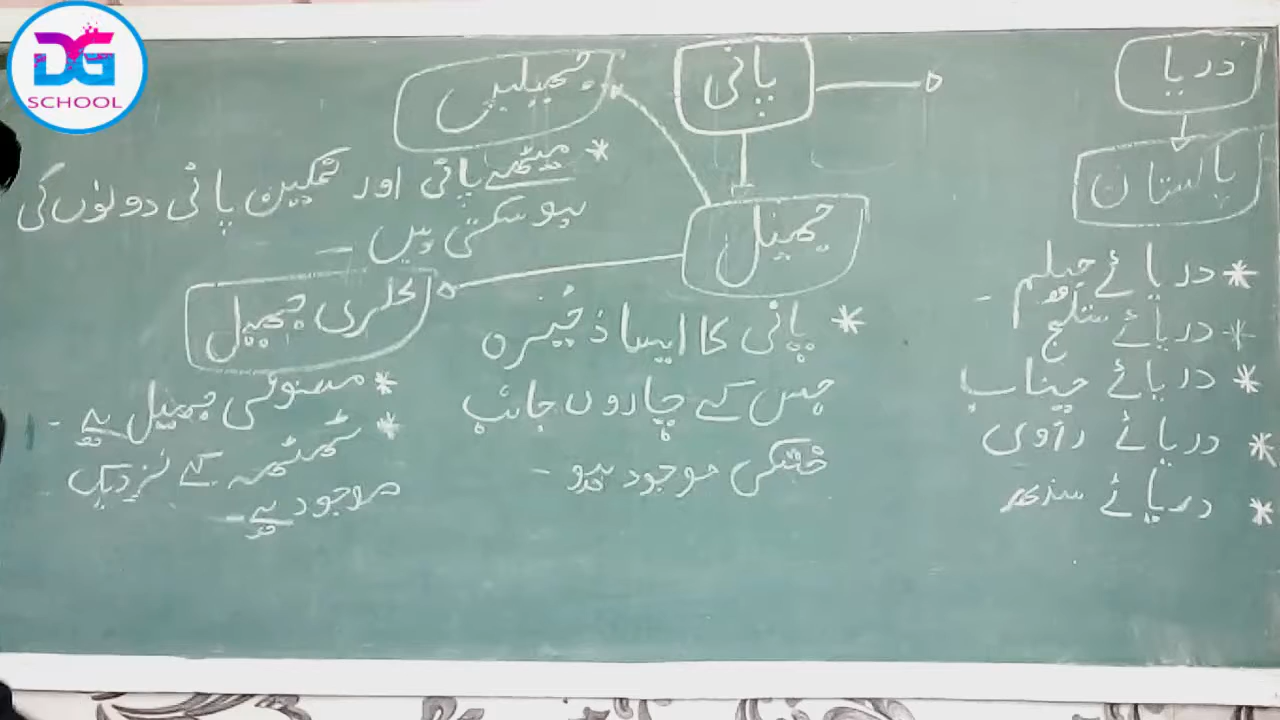 DG
SCHOOL
دریا
پاکستان
* دریائے جہلم -
* دریائے ستلج
* دریائے چناب
* دریائے راوی
* دریائے سندھ
پانی
جھیل
* پانی کا ایسا ذخیرہ
جس کے چاروں جانب
خشکی موجود ہو -
جھیلیں
* میٹھے پانی اور نمکین پانی دونوں کی
ہو سکتی ہیں -
کلری جھیل
* مصنوعی جھیل ہے -
* ٹھٹھہ کے نزدیک
موجود ہے -